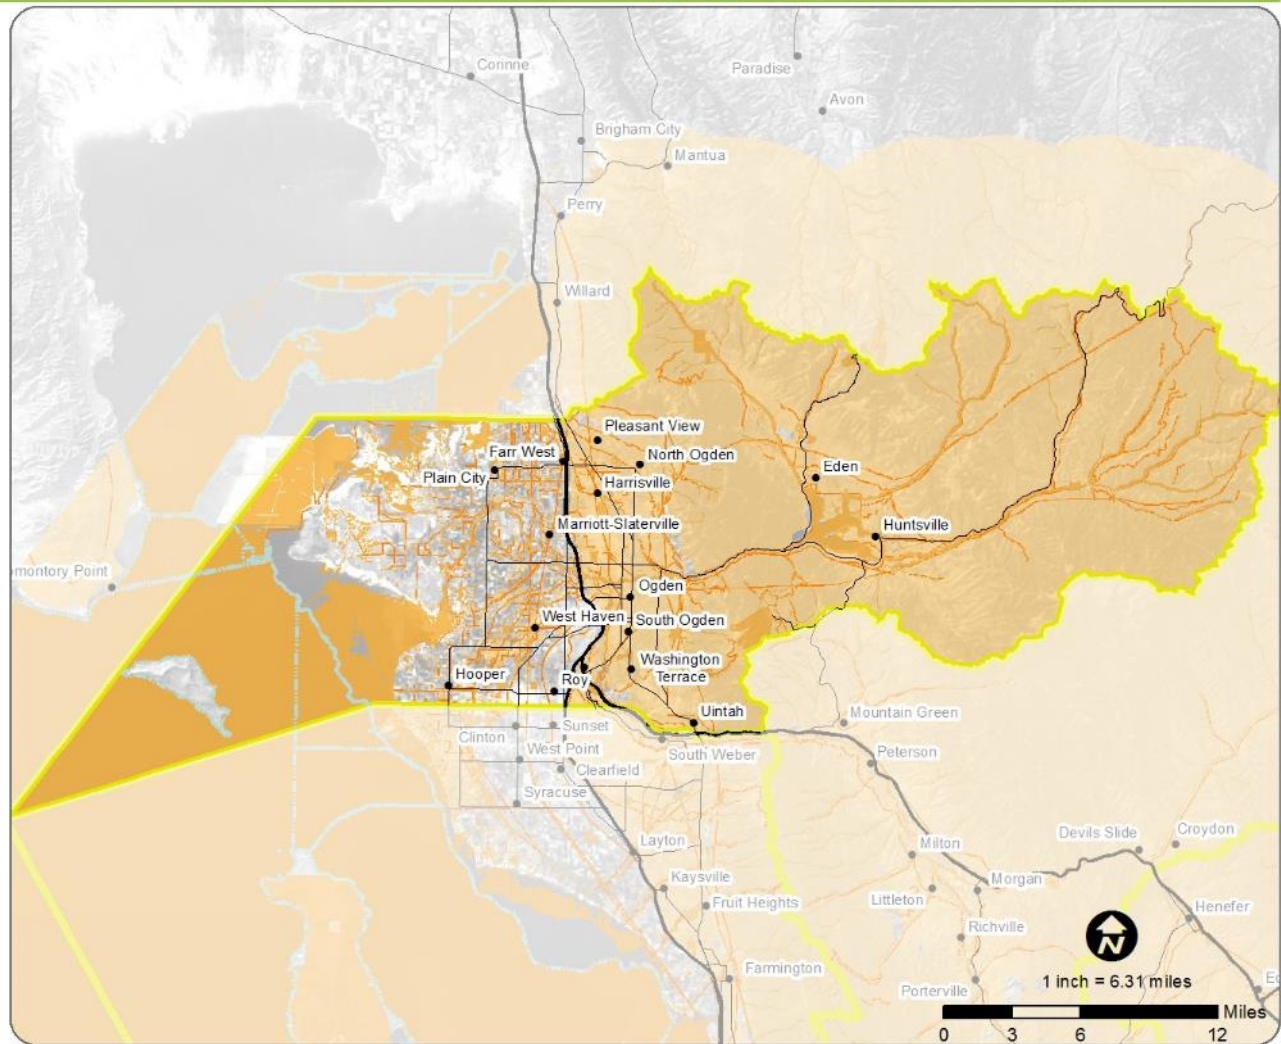 Corinne
Paradise
Avon
Brigham City
Mantua
Perry
Willard
Pleasant View
Farr West
North Ogden
Plain City
Harrisville
Eden
Marriott-Slaterville
Huntsville
omontory Point
Ogden
West Haven
South Ogden
Washington
Terrace
Hooper
Roy
Uintah
Mountain Green
Sunset
Clinton
South Weber
West Point
Peterson
Clearfield
Syracuse
Layton
Devils Slide
Croydon
Milton
Kaysville
Morgan
Littleton
Fruit Heights
Henefer
Richville
N
Farmington
1 inch = 6.31 miles
Porterville
Ec
Miles
0 3 6 12